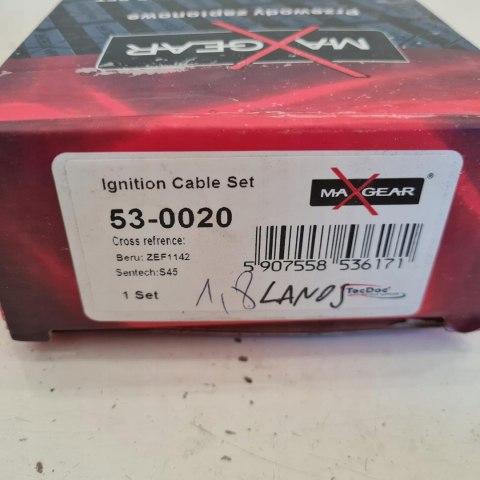 Przewody zapłonowe
MAXGEAR
Ignition Cable Set
MAXGEAR®
53-0020
Cross refrence:
Beru: ZEF1142
Sentech:S45
5 907558 536171
1 Set
1,8 LANOS
TecDoc